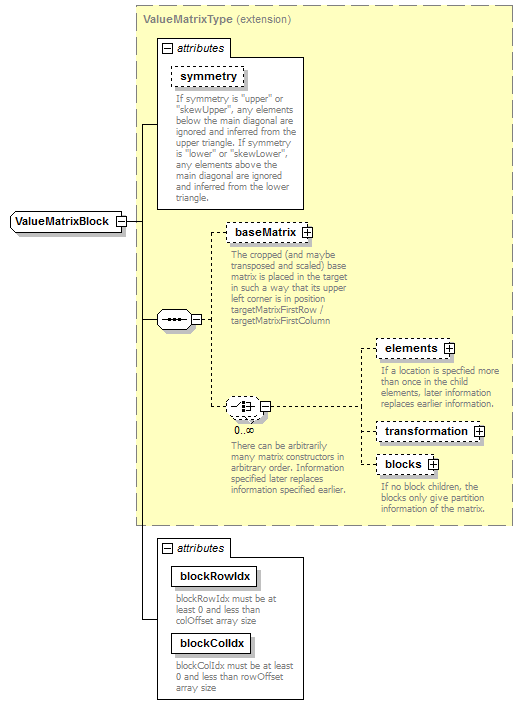 ValueMatrixType (extension)
attributes
symmetry
If symmetry is "upper" or
"skewUpper", any elements
below the main diagonal are
ignored and inferred from the
upper triangle. If symmetry
is "lower" or "skewLower",
any elements above the
main diagonal are ignored
and inferred from the lower
triangle.
ValueMatrixBlock
baseMatrix
The cropped (and maybe
transposed and scaled) base
matrix is placed in the target
in such a way that its upper
left corner is in position
targetMatrixFirstRow /
targetMatrixFirstColumn
elements
If a location is specfied more
than once in the child
elements, later information
replaces earlier information.
0..∞
There can be arbitrarily
many matrix constructors in
arbitrary order. Information
specified later replaces
information specified earlier.
transformation
blocks
If no block children, the
blocks only give partition
information of the matrix.
attributes
blockRowIdx
blockRowIdx must be at
least 0 and less than
colOffset array size
blockColIdx
blockColIdx must be at least
0 and less than rowOffset
array size